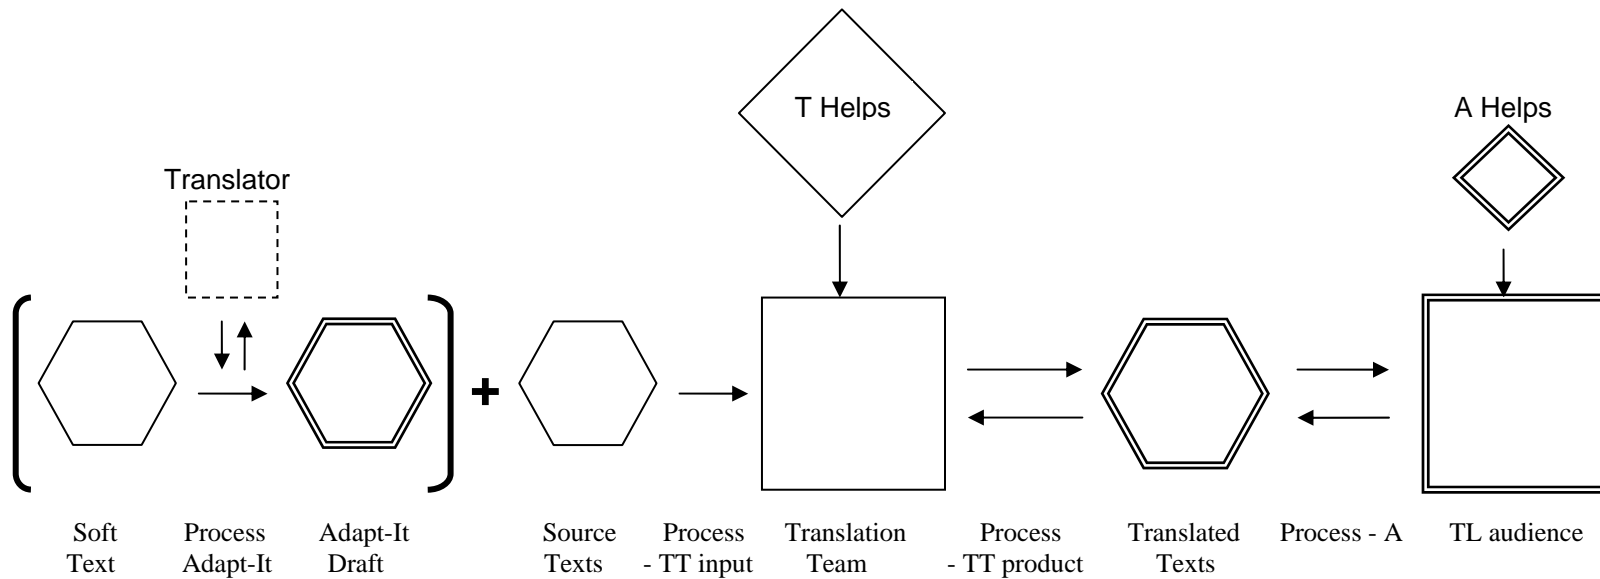 T Helps
A Helps
Translator
+
Soft Process Adapt-It Source Process Translation Process Translated Process - A TL audience
Text Adapt-It Draft Texts - TT input Team - TT product Texts